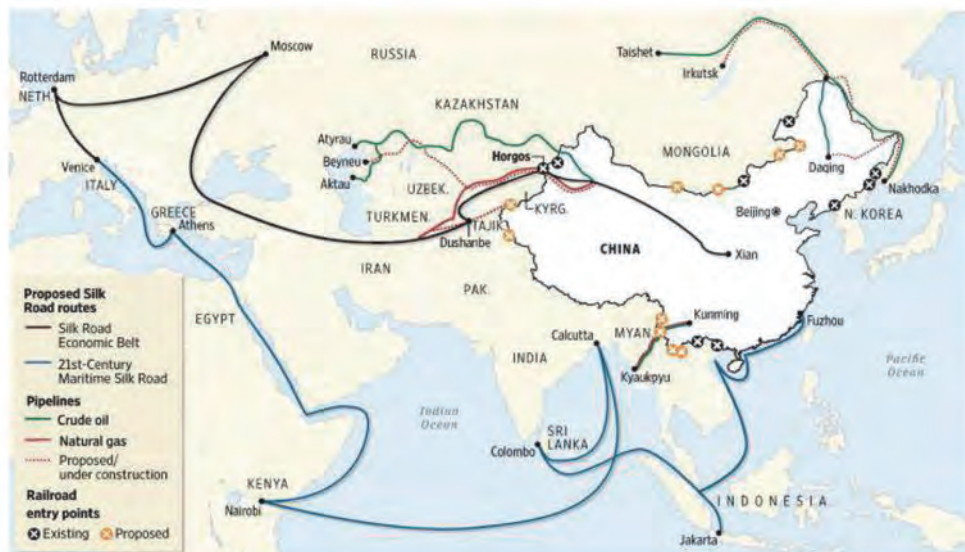 Moscow
RUSSIA
Taishet
Irkutsk
Rotterdam
NETH.
KAZAKHSTAN
Atyrau
Beyneu
Aktau
Horgos
MONGOLIA
Daqing
Nakhodka
Venice
ITALY
UZBEK.
TURKMEN.
KYRG.
TAJIK.
Dushanbe
Beijing
N. KOREA
GREECE
Athens
IRAN
CHINA
Xian
PAK.
EGYPT
Calcutta
INDIA
MYAN.
Kunming
Fuzhou
Kyaukpyu
Pacific
Ocean
Indian
Ocean
SRI
LANKA
Colombo
KENYA
Nairobi
INDONESIA
Jakarta
Proposed Silk
Road routes
Silk Road
Economic Belt
21st-Century
Maritime Silk Road
Pipelines
Crude oil
Natural gas
Proposed/
under construction
Railroad
entry points
Existing Proposed